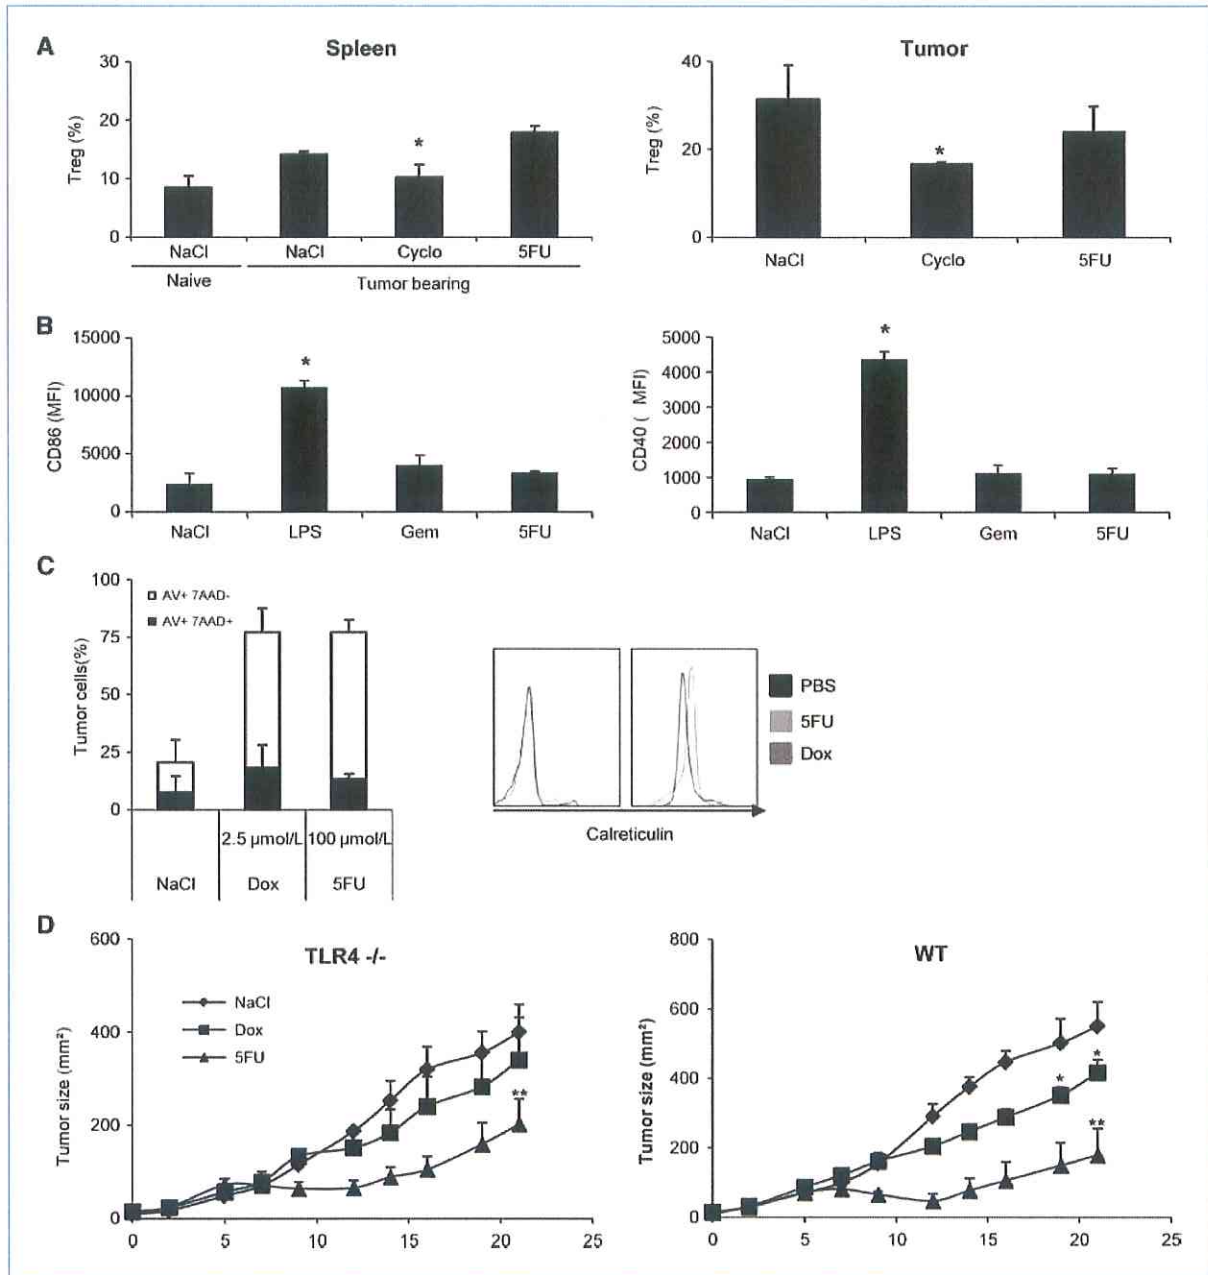 A
Spleen
Treg (%)
30
20
10
0
*
NaCl NaCl Cyclo 5FU
Naive Tumor bearing
Tumor
Treg (%)
40
20
0
*
NaCl Cyclo 5FU
B
CD86 (MFI)
15000
10000
5000
0
*
NaCl LPS Gem 5FU
CD40 ( MFI)
5000
4000
3000
2000
1000
0
*
NaCl LPS Gem 5FU
C
Tumor cells(%)
100
75
50
25
0
AV+ 7AAD-
AV+ 7AAD+
2.5 µmol/L 100 µmol/L
NaCl Dox 5FU
Calreticulin
PBS
5FU
Dox
D
TLR4 -/-
Tumor size (mm²)
600
400
200
0
NaCl
Dox
5FU
**
0 5 10 15 20 25
WT
Tumor size (mm²)
800
600
400
200
0
*
*
**
0 5 10 15 20 25